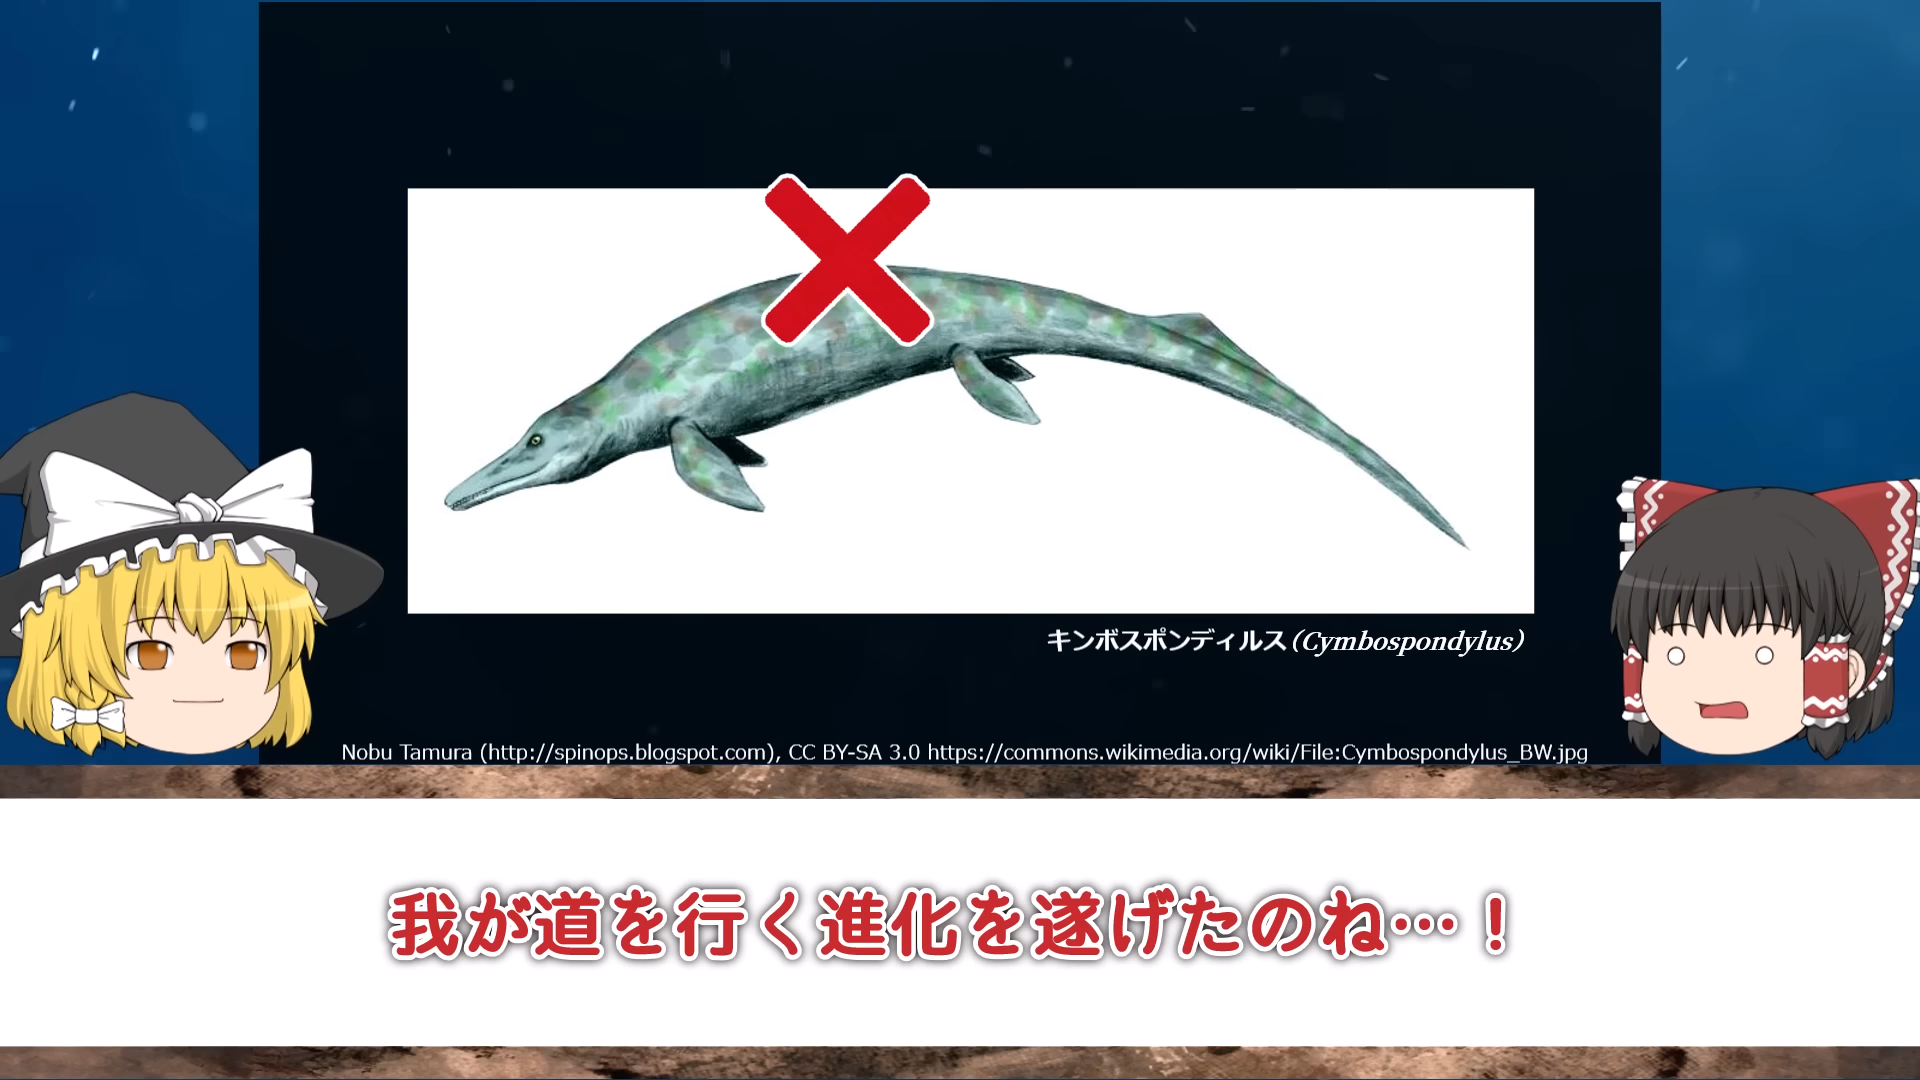 キンボスポンディルス(Cymbospondylus)
Nobu Tamura (http://spinops.blogspot.com), CC BY-SA 3.0 https://commons.wikimedia.org/wiki/File:Cymbospondylus_BW.jpg
我が道を行く進化を遂げたのね…！